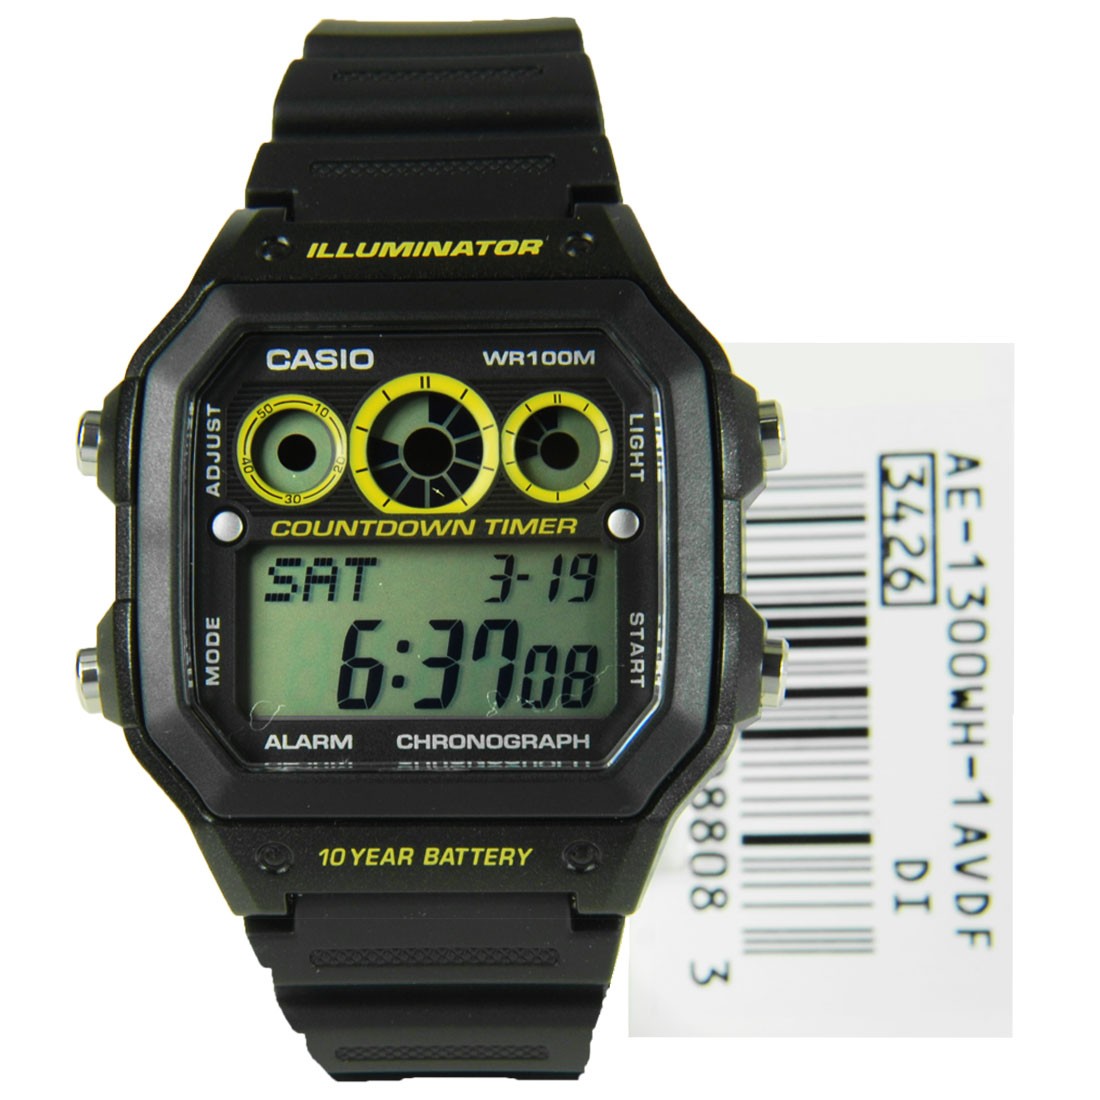 ILLUMINATOR
CASIO WR100M
50 10
40 20
30
ADJUST
LIGHT
COUNTDOWN TIMER
SAT 3-19
6:37 08
MODE
START
ALARM CHRONOGRAPH
10 YEAR BATTERY
AE-1300WH-1AVDF
3426 DI
8808 3